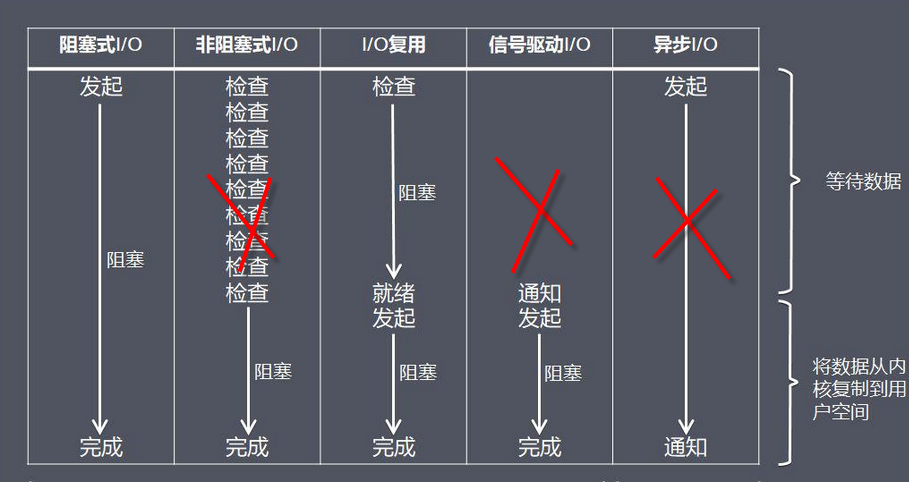 阻塞式I/O
非阻塞式I/O
I/O复用
信号驱动I/O
异步I/O
发起
阻塞
完成
检查
检查
检查
检查
检查
检查
检查
检查
检查
阻塞
完成
检查
阻塞
就绪
发起
阻塞
完成
通知
发起
阻塞
完成
发起
通知
等待数据
将数据从内
核复制到用
户空间